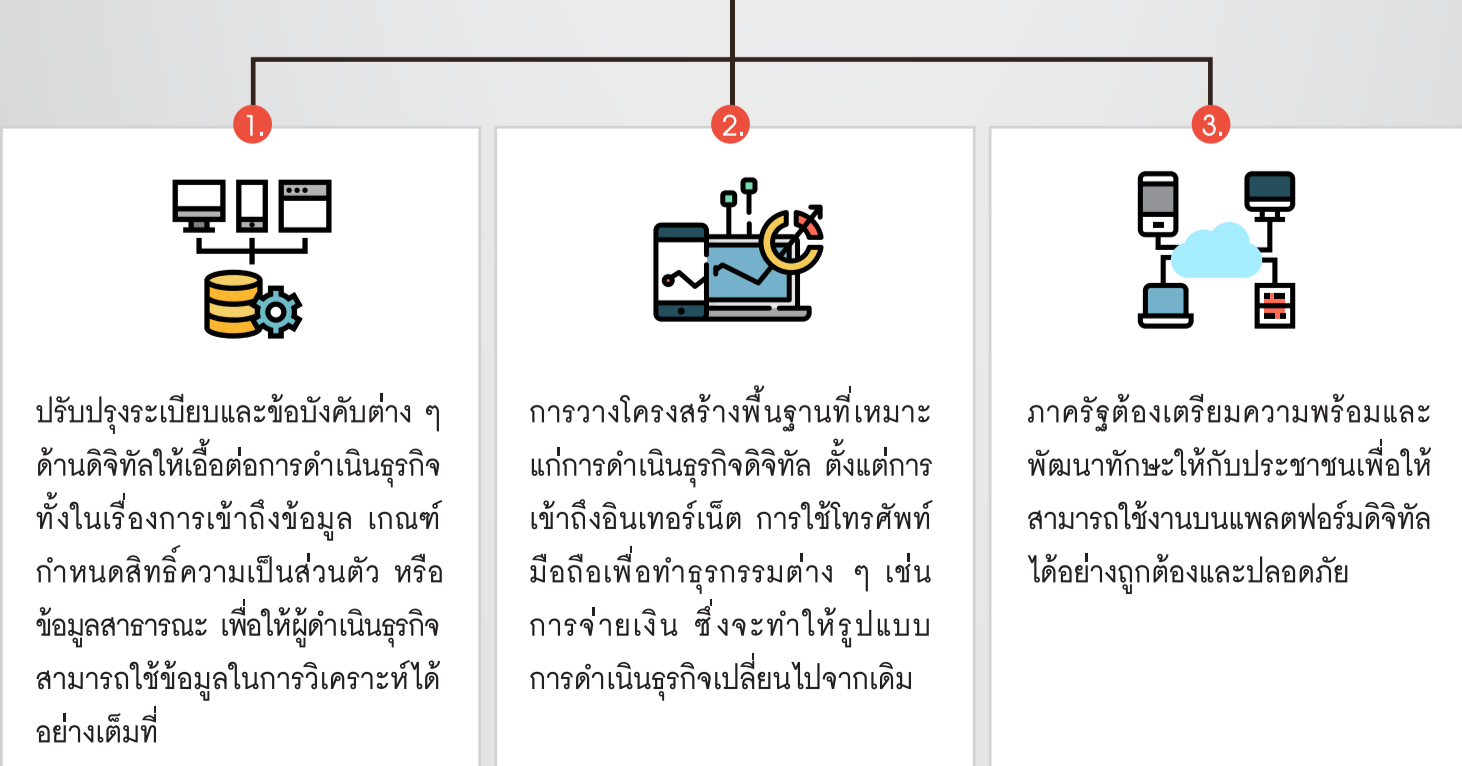 1.
ปรับปรุงระเบียบและข้อบังคับต่าง ๆ
ด้านดิจิทัลให้เอื้อต่อการดำเนินธุรกิจ
ทั้งในเรื่องการเข้าถึงข้อมูล เกณฑ์
กำหนดสิทธิ์ความเป็นส่วนตัว หรือ
ข้อมูลสาธารณะ เพื่อให้ผู้ดำเนินธุรกิจ
สามารถใช้ข้อมูลในการวิเคราะห์ได้
อย่างเต็มที่
2.
การวางโครงสร้างพื้นฐานที่เหมาะ
แก่การดำเนินธุรกิจดิจิทัล ตั้งแต่การ
เข้าถึงอินเทอร์เน็ต การใช้โทรศัพท์
มือถือเพื่อทำธุรกรรมต่าง ๆ เช่น
การจ่ายเงิน ซึ่งจะทำให้รูปแบบ
การดำเนินธุรกิจเปลี่ยนไปจากเดิม
3.
ภาครัฐต้องเตรียมความพร้อมและ
พัฒนาทักษะให้กับประชาชนเพื่อให้
สามารถใช้งานบนแพลตฟอร์มดิจิทัล
ได้อย่างถูกต้องและปลอดภัย